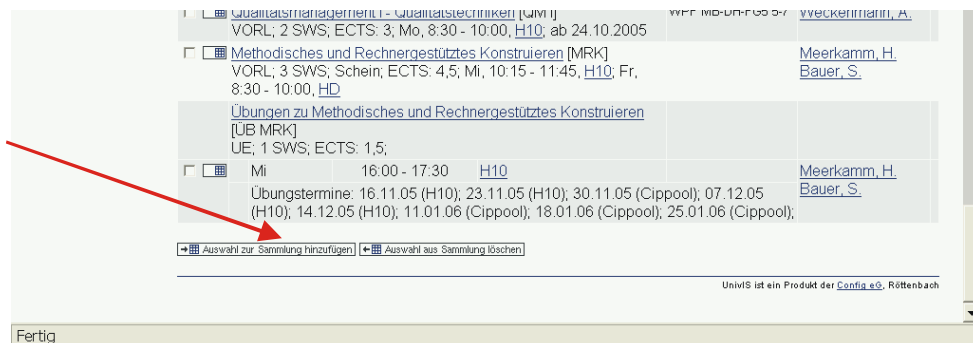 Qualitätsmanagement I - Qualitätstechniken [QMT] WPF MB-DH-FG5 5-7 Weckenmann, A.
VORL; 2 SWS; ECTS: 3; Mo, 8:30 - 10:00, H10; ab 24.10.2005
Methodisches und Rechnergestütztes Konstruieren [MRK] Meerkamm, H.
VORL; 3 SWS; Schein; ECTS: 4,5; Mi, 10:15 - 11:45, H10; Fr, Bauer, S.
8:30 - 10:00, HD
Übungen zu Methodisches und Rechnergestütztes Konstruieren
[ÜB MRK]
UE; 1 SWS; ECTS: 1,5;
Mi 16:00 - 17:30 H10 Meerkamm, H.
Bauer, S.
Übungstermine: 16.11.05 (H10); 23.11.05 (H10); 30.11.05 (Cippool); 07.12.05
(H10); 14.12.05 (H10); 11.01.06 (Cippool); 18.01.06 (Cippool); 25.01.06 (Cippool);
Auswahl zur Sammlung hinzufügen Auswahl aus Sammlung löschen
UnivIS ist ein Produkt der Config eG, Röttenbach
Fertig